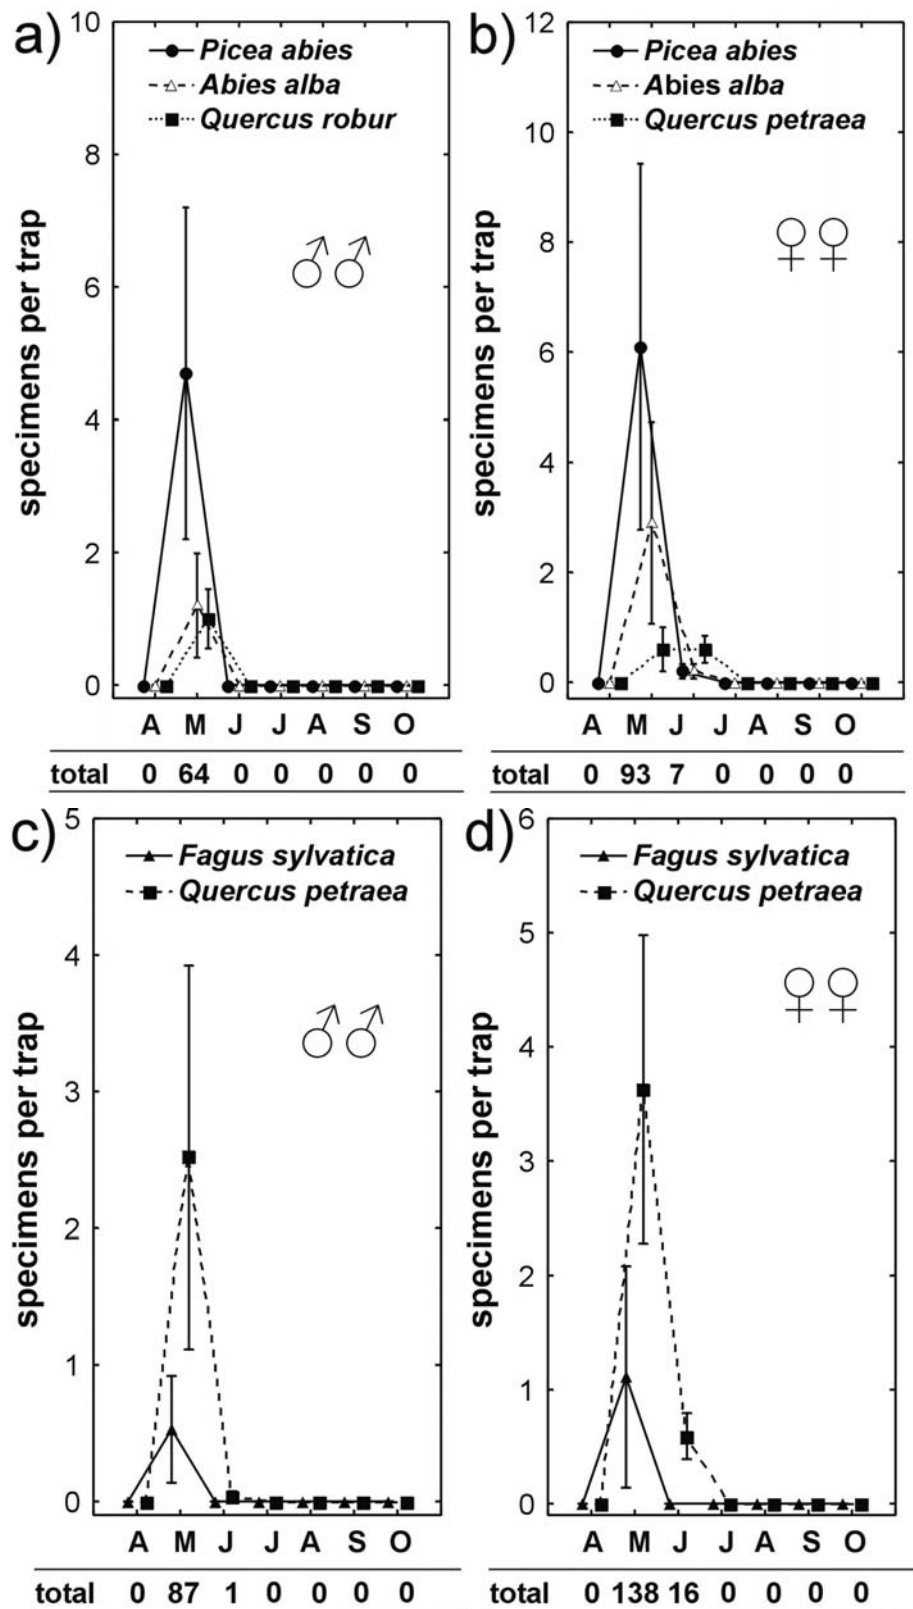 a)
10
8
6
4
2
0
specimens per trap
Picea abies
Abies alba
Quercus robur
♂♂
A M J J A S O
total 0 64 0 0 0 0 0
b)
12
10
8
6
4
2
0
specimens per trap
Picea abies
Abies alba
Quercus petraea
♀♀
A M J J A S O
total 0 93 7 0 0 0 0
c)
5
4
3
2
1
0
specimens per trap
Fagus sylvatica
Quercus petraea
♂♂
A M J J A S O
total 0 87 1 0 0 0 0
d)
6
5
4
3
2
1
0
specimens per trap
Fagus sylvatica
Quercus petraea
♀♀
A M J J A S O
total 0 138 16 0 0 0 0